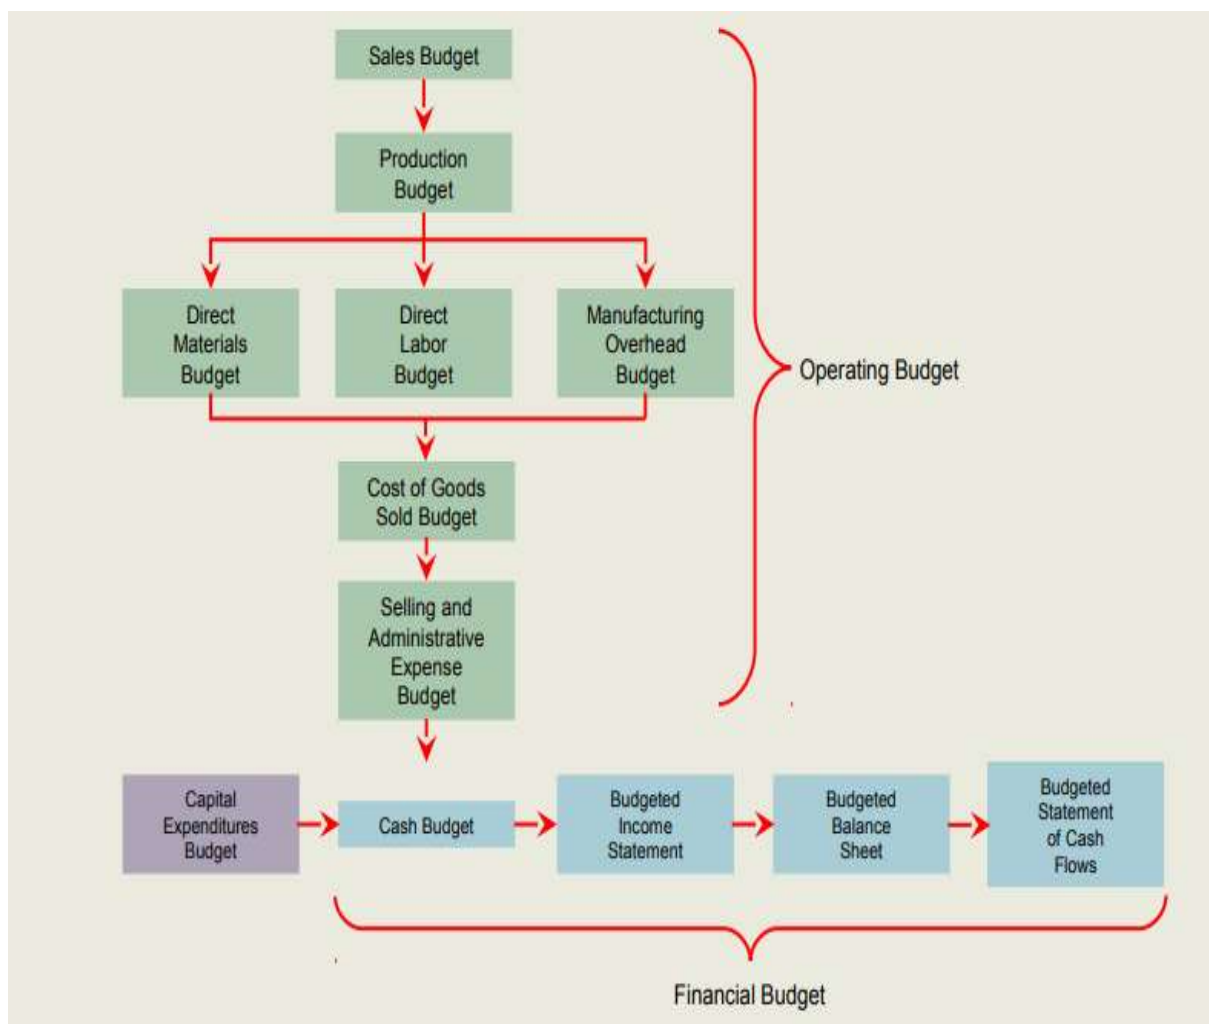 Sales Budget
Production
Budget
Direct
Materials
Budget
Direct
Labor
Budget
Manufacturing
Overhead
Budget
Operating Budget
Cost of Goods
Sold Budget
Selling and
Administrative
Expense
Budget
Capital
Expenditures
Budget
Cash Budget
Budgeted
Income
Statement
Budgeted
Balance
Sheet
Budgeted
Statement
of Cash
Flows
Financial Budget